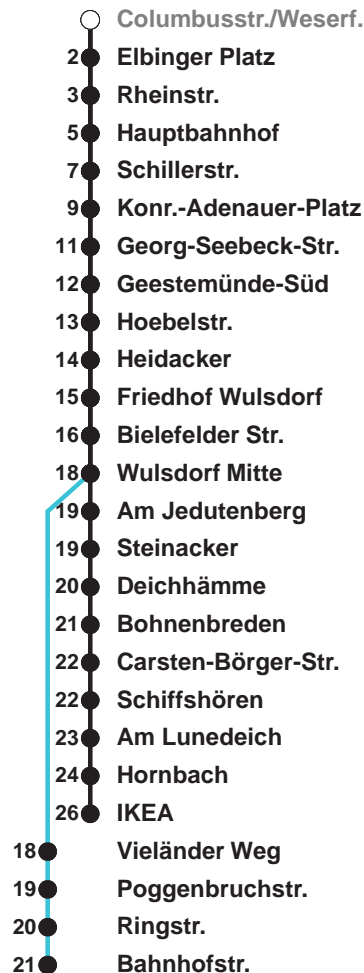 Columbusstr./Weserf.
2 Elbinger Platz
3 Rheinstr.
5 Hauptbahnhof
7 Schillerstr.
9 Konr.-Adenauer-Platz
11 Georg-Seebeck-Str.
12 Geestemünde-Süd
13 Hoebelstr.
14 Heidacker
15 Friedhof Wulsdorf
16 Bielefelder Str.
18 Wulsdorf Mitte
19 Am Jedutenberg
19 Steinacker
20 Deichhämme
21 Bohnenbreden
22 Carsten-Börger-Str.
22 Schiffshören
23 Am Lunedeich
24 Hornbach
26 IKEA
18 Vieländer Weg
19 Poggenbruchstr.
20 Ringstr.
21 Bahnhofstr.